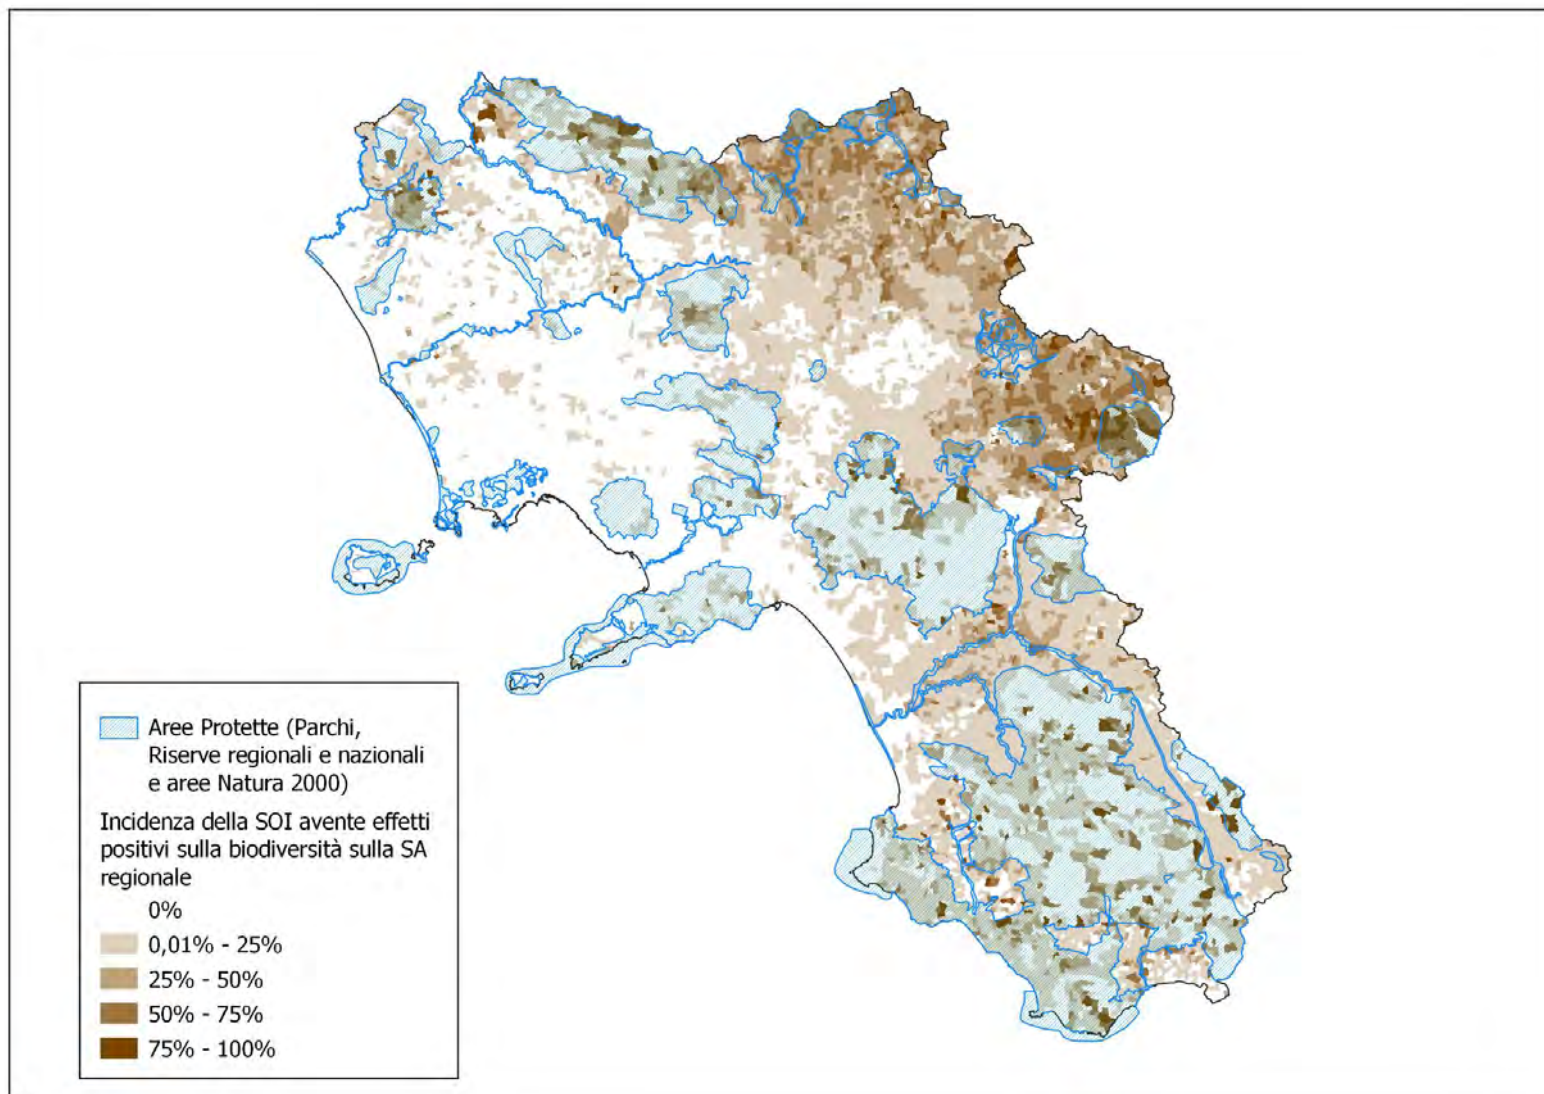 Aree Protette (Parchi,
Riserve regionali e nazionali
e aree Natura 2000)
Incidenza della SOI avente effetti
positivi sulla biodiversità sulla SA
regionale
0%
0,01% - 25%
25% - 50%
50% - 75%
75% - 100%